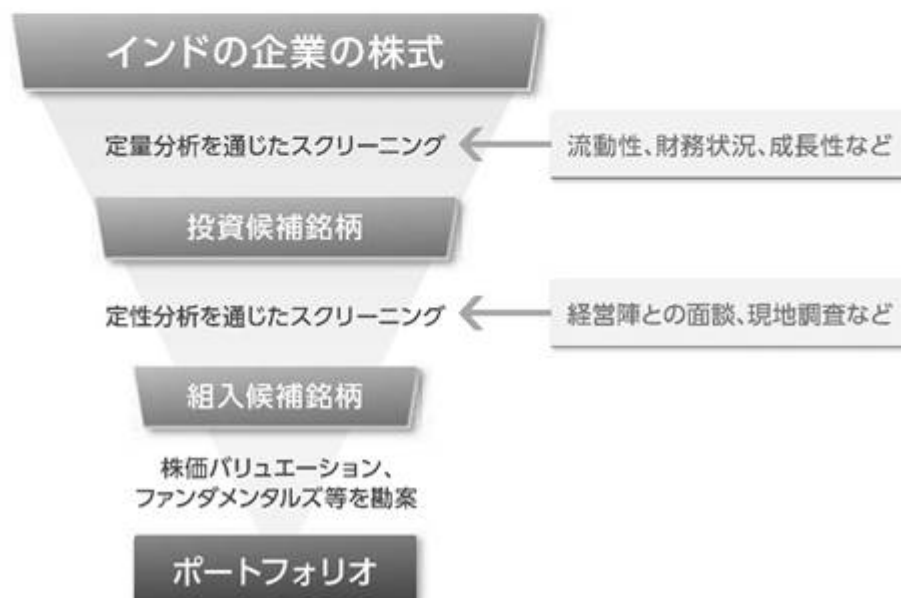 インドの企業の株式
定量分析を通じたスクリーニング
流動性、財務状況、成長性など
投資候補銘柄
定性分析を通じたスクリーニング
経営陣との面談、現地調査など
組入候補銘柄
株価バリュエーション、
ファンダメンタルズ等を勘案
ポートフォリオ